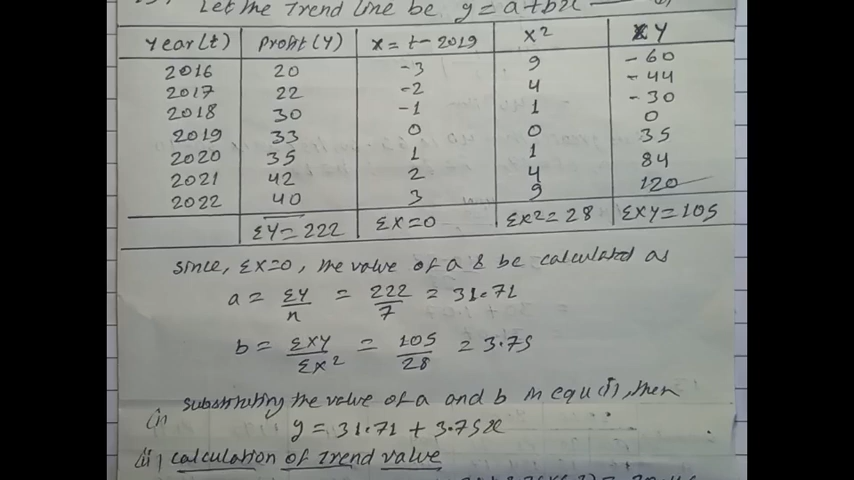 Let the Trend line be y = a + bx
Year(t) Profit(Y) x = t - 2019 x² XY
2016 20 -3 9 -60
2017 22 -2 4 -44
2018 30 -1 1 -30
2019 33 0 0 0
2020 35 1 1 35
2021 42 2 4 84
2022 40 3 9 120
ΣY = 222 ΣX = 0 Σx² = 28 ΣXY = 105
since, Σx=0, the value of a & be calculated as
a = ΣY/n = 222/7 = 31.71
b = ΣXY/Σx² = 105/28 = 3.75
(i) substituting the value of a and b in equ (i), then
y = 31.71 + 3.75x
(ii) calculation of Trend value